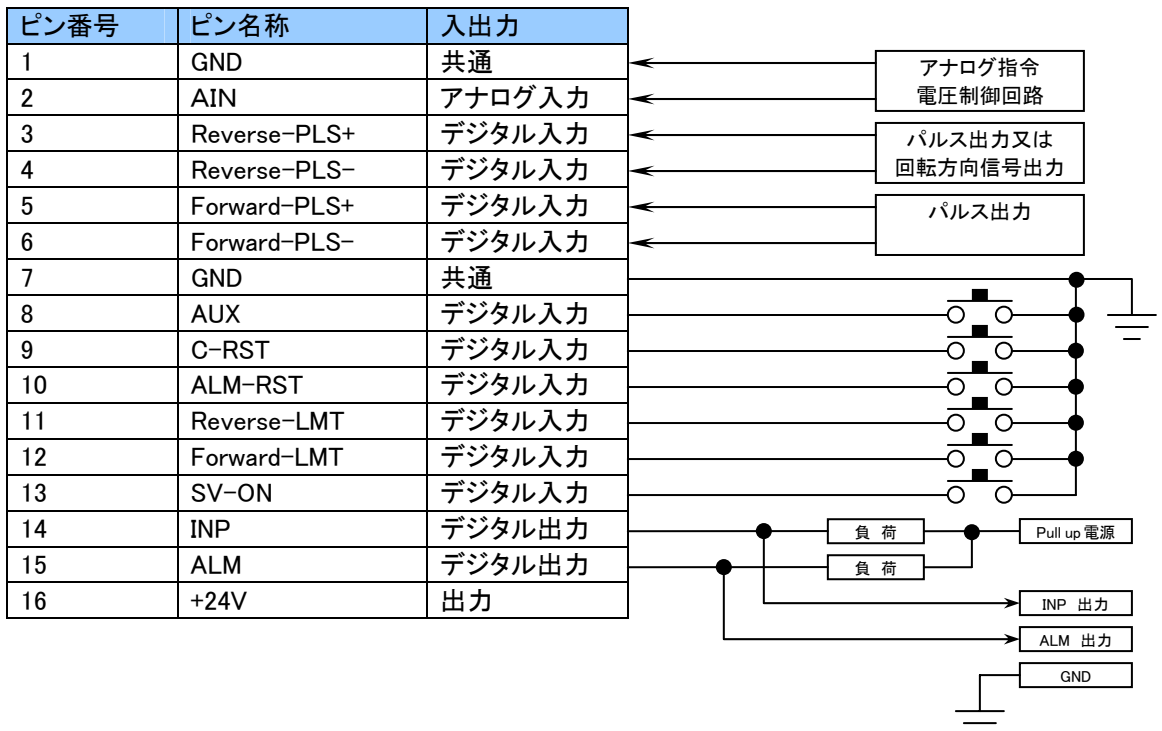 ピン番号 ピン名称 入出力
1 GND 共通
2 AIN アナログ入力
3 Reverse-PLS+ デジタル入力
4 Reverse-PLS- デジタル入力
5 Forward-PLS+ デジタル入力
6 Forward-PLS- デジタル入力
7 GND 共通
8 AUX デジタル入力
9 C-RST デジタル入力
10 ALM-RST デジタル入力
11 Reverse-LMT デジタル入力
12 Forward-LMT デジタル入力
13 SV-ON デジタル入力
14 INP デジタル出力
15 ALM デジタル出力
16 +24V 出力
アナログ指令
電圧制御回路
パルス出力又は
回転方向信号出力
パルス出力
負 荷
Pull up 電源
負 荷
INP 出力
ALM 出力
GND